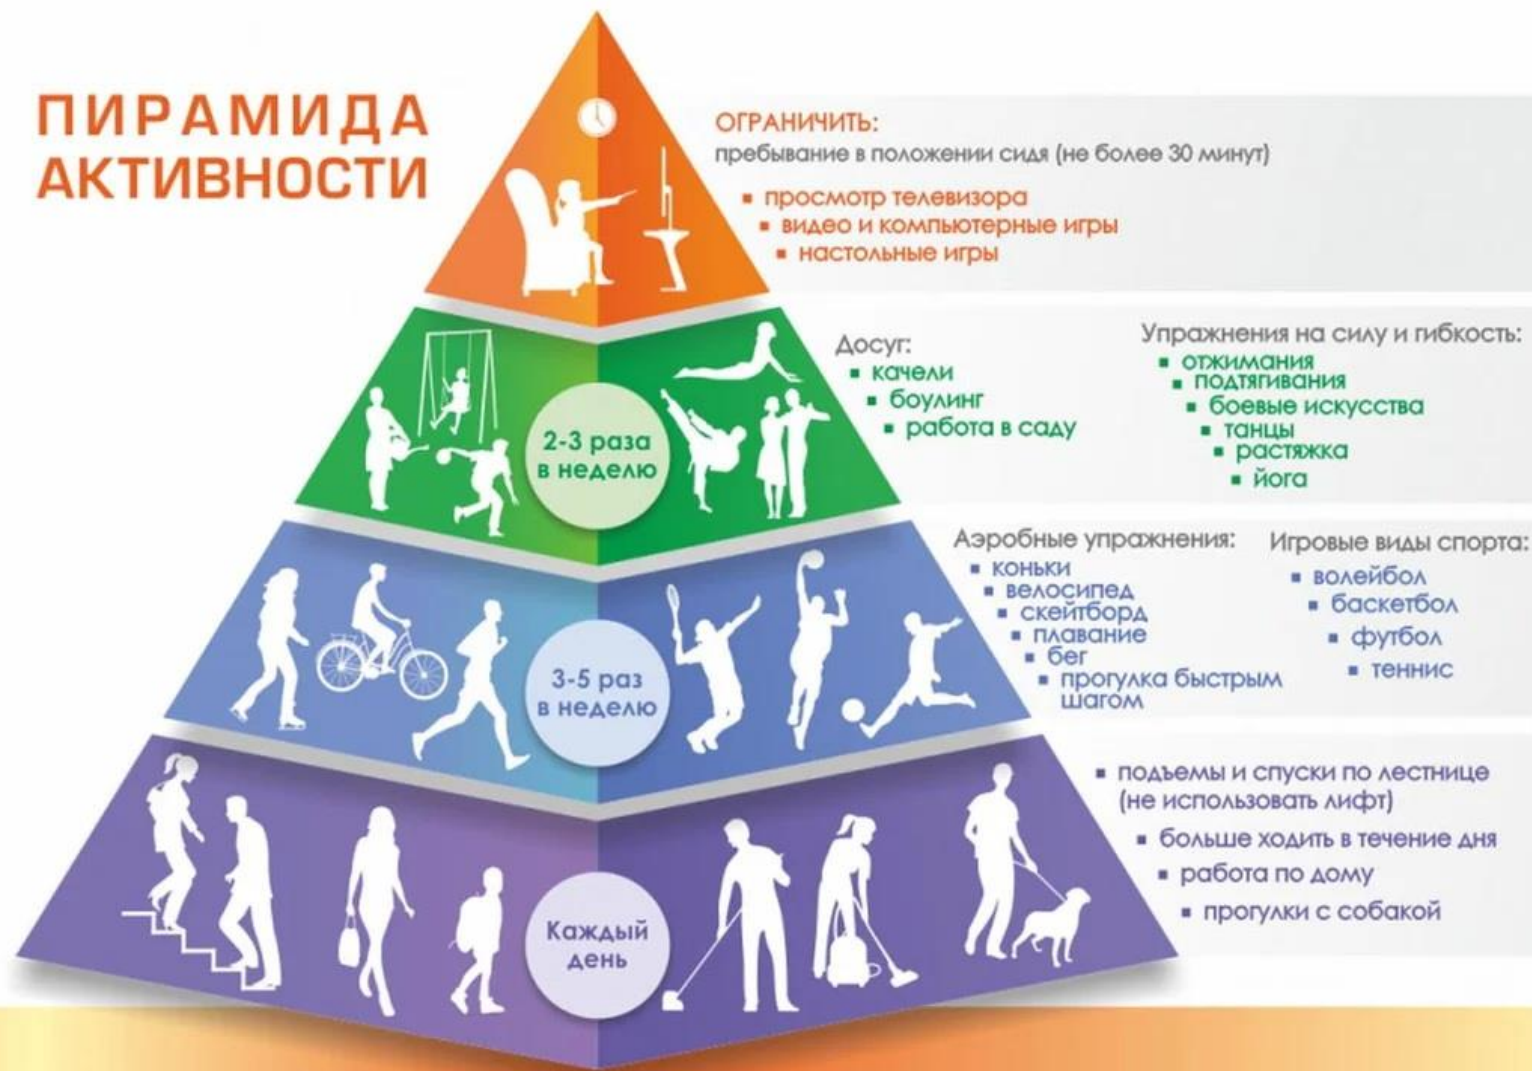 ПИРАМИДА
АКТИВНОСТИ
ОГРАНИЧИТЬ:
пребывание в положении сидя (не более 30 минут)
▪ просмотр телевизора
▪ видео и компьютерные игры
▪ настольные игры
2-3 раза
в неделю
Досуг:
▪ качели
▪ боулинг
▪ работа в саду
Упражнения на силу и гибкость:
▪ отжимания
▪ подтягивания
▪ боевые искусства
▪ танцы
▪ растяжка
▪ йога
3-5 раз
в неделю
Аэробные упражнения:
▪ коньки
▪ велосипед
▪ скейтборд
▪ плавание
▪ бег
▪ прогулка быстрым
шагом
Игровые виды спорта:
▪ волейбол
▪ баскетбол
▪ футбол
▪ теннис
Каждый
день
▪ подъемы и спуски по лестнице
(не использовать лифт)
▪ больше ходить в течение дня
▪ работа по дому
▪ прогулки с собакой